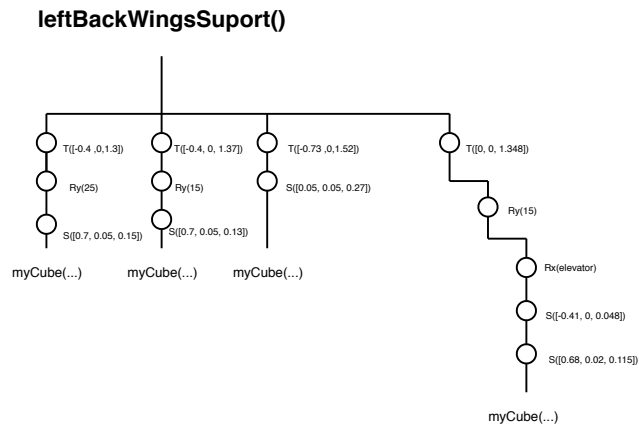 leftBackWingsSuport()
T([-0.4 ,0,1.3])
T([-0.4, 0, 1.37])
T([-0.73 ,0,1.52])
T([0, 0, 1.348])
Ry(25)
Ry(15)
S([0.05, 0.05, 0.27])
Ry(15)
S([0.7, 0.05, 0.15])
S([0.7, 0.05, 0.13])
myCube(...)
myCube(...)
myCube(...)
Rx(elevator)
S([-0.41, 0, 0.048])
S([0.68, 0.02, 0.115])
myCube(...)